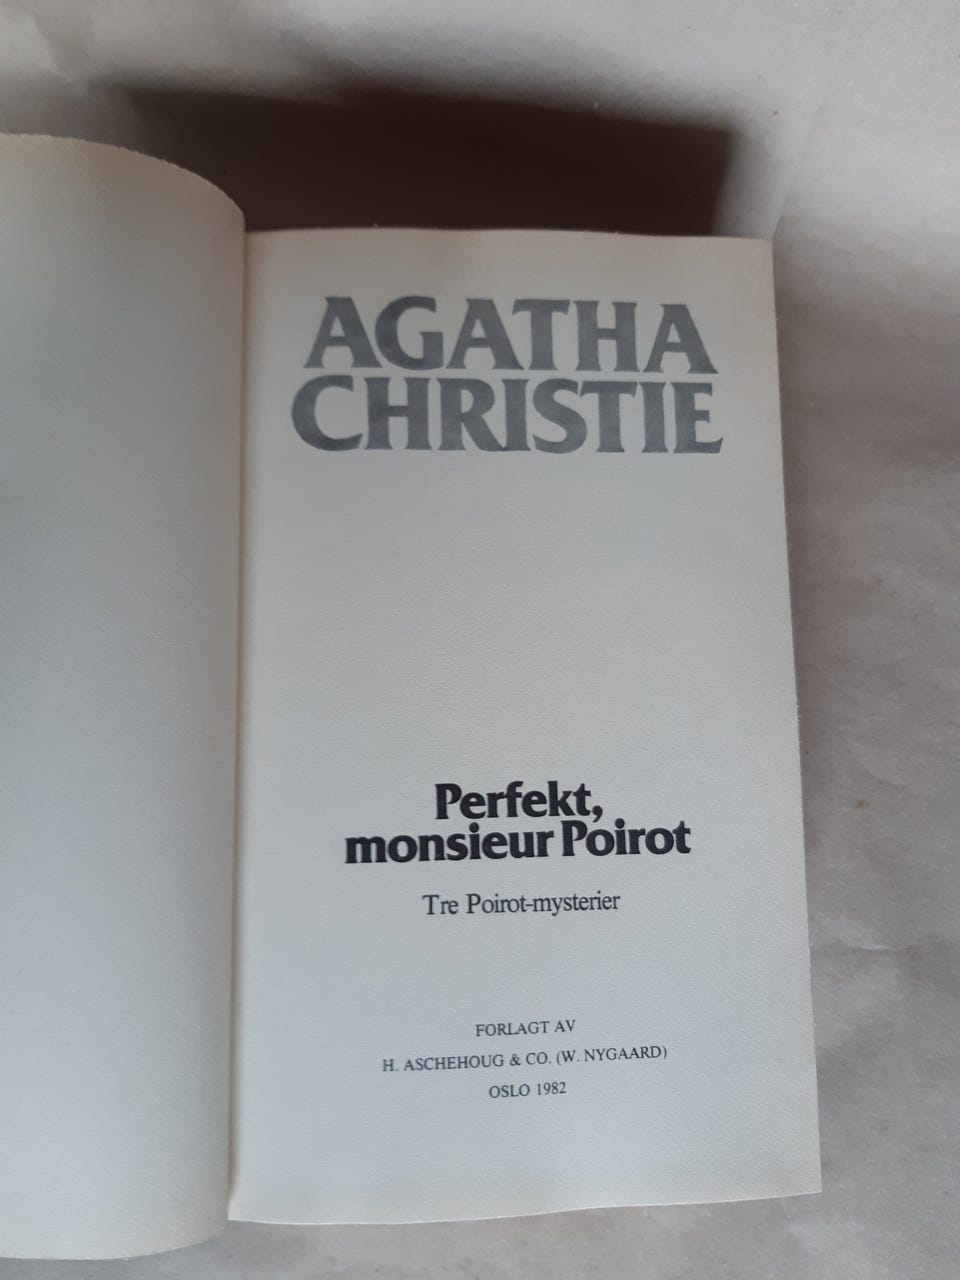 AGATHA
CHRISTIE
Perfekt,
monsieur Poirot
Tre Poirot-mysterier
FORLAGT AV
H. ASCHEHOUG & CO. (W. NYGAARD)
OSLO 1982